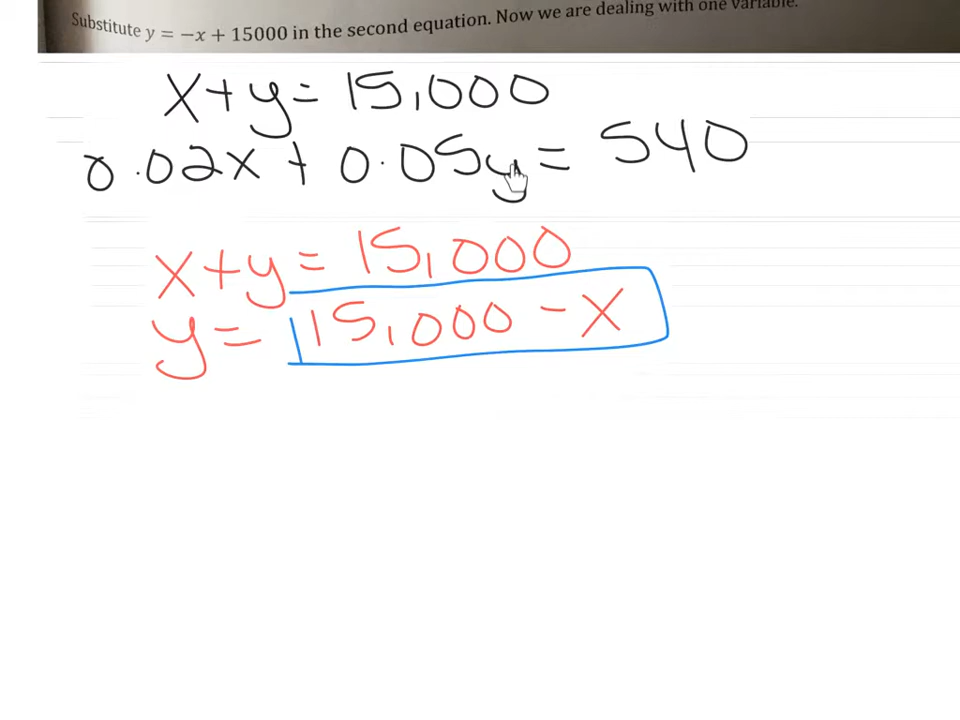 Substitute y = −x + 15000 in the second equation. Now we are dealing with one variable.
x + y = 15,000
0.02x + 0.05y = 540
x + y = 15,000
y = 15,000 − x